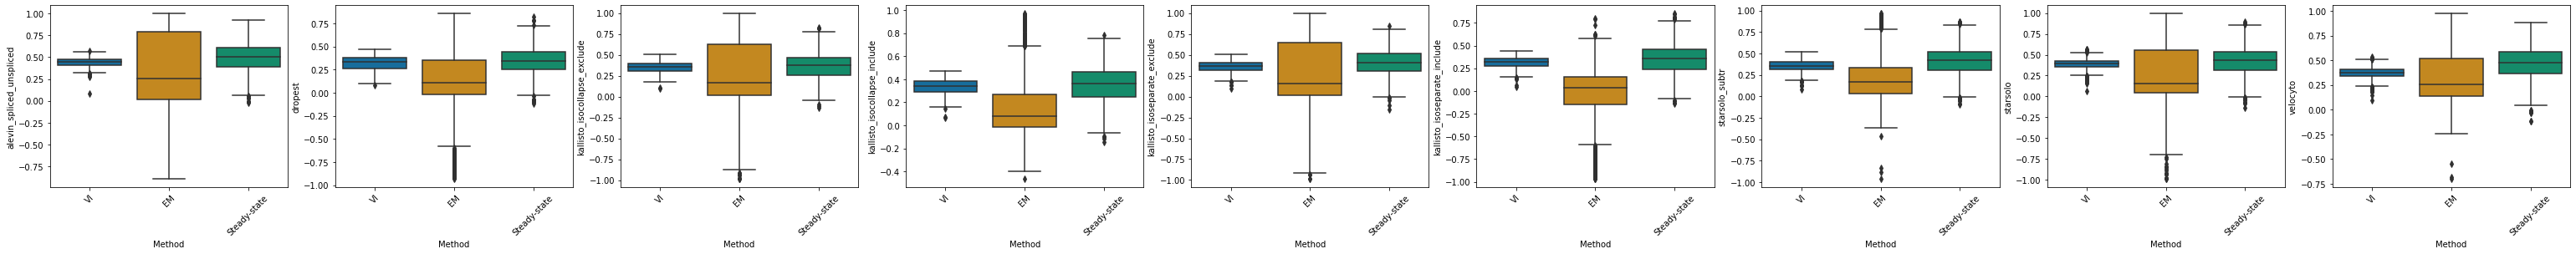 alevin_spliced_unspliced
1.00
0.75
0.50
0.25
0.00
−0.25
−0.50
−0.75
VI
EM
Steady-state
Method
dropest
0.75
0.50
0.25
0.00
−0.25
−0.50
−0.75
−1.00
VI
EM
Steady-state
Method
kallisto_isocollapse_exclude
1.00
0.75
0.50
0.25
0.00
−0.25
−0.50
−0.75
−1.00
VI
EM
Steady-state
Method
kallisto_isocollapse_include
1.0
0.8
0.6
0.4
0.2
0.0
−0.2
−0.4
VI
EM
Steady-state
Method
kallisto_isoseparate_exclude
1.00
0.75
0.50
0.25
0.00
−0.25
−0.50
−0.75
−1.00
VI
EM
Steady-state
Method
kallisto_isoseparate_include
0.75
0.50
0.25
0.00
−0.25
−0.50
−0.75
−1.00
VI
EM
Steady-state
Method
starsolo_subtr
1.00
0.75
0.50
0.25
0.00
−0.25
−0.50
−0.75
−1.00
VI
EM
Steady-state
Method
starsolo
1.00
0.75
0.50
0.25
0.00
−0.25
−0.50
−0.75
−1.00
VI
EM
Steady-state
Method
velocyto
1.00
0.75
0.50
0.25
0.00
−0.25
−0.50
−0.75
VI
EM
Steady-state
Method